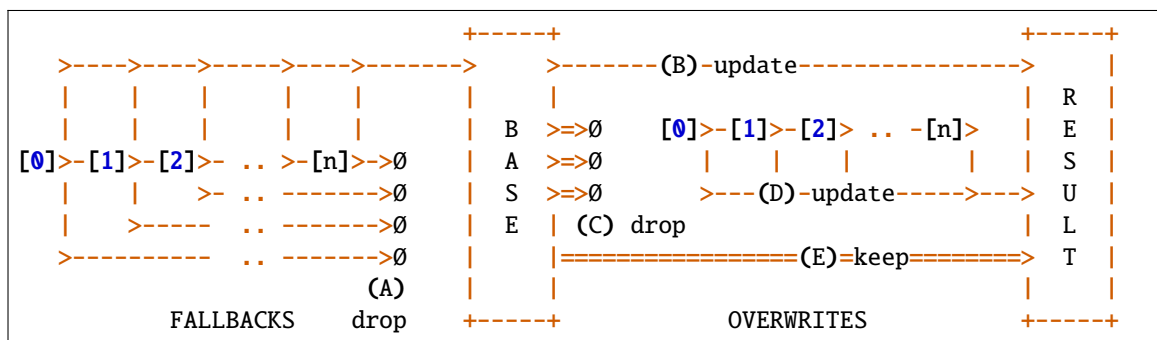 +-----+                                  +-----+
    >----->----->------>----->-------->     >-------(B)-update---------------->     |
    |    |    |     |    |       |     |                                  |  R  |
    |    |    |     |    |       |  B  >=>Ø    [0]>-[1]>-[2]> .. -[n]>   |  E  |
[0]>-[1]>-[2]>- .. >-[n]>->Ø    |  A  >=>Ø       |    |    |        |   |  S  |
    |    |    >- .. ------->Ø    |  S  >=>Ø       >---(D)-update----->-->  U  |
    |    >-----  .. ------->Ø    |  E  | (C) drop                         |  L  |
    >----------  .. ------->Ø    |     |=================(E)=keep========>  T  |
                          (A)    |     |                                  |     |
           FALLBACKS    drop   +-----+            OVERWRITES           +-----+